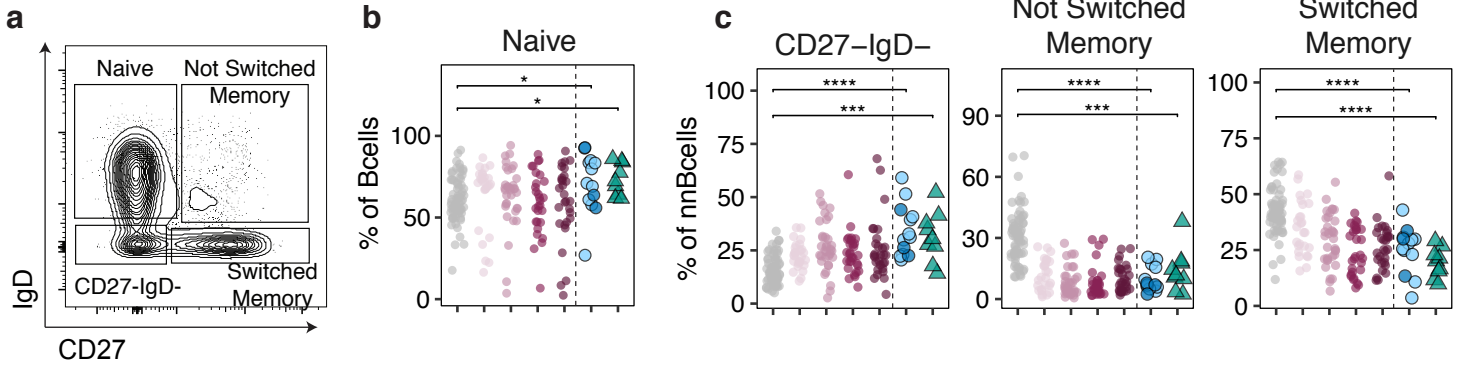 a
IgD
Naive
Not Switched
Memory
CD27-IgD-
Switched
Memory
CD27
b
Naive
% of Bcells
100
50
0
*
*
c
CD27−IgD−
% of nnBcells
100
75
50
25
0
****
***
Not Switched
Memory
90
60
30
0
****
***
Switched
Memory
100
75
50
25
0
****
****